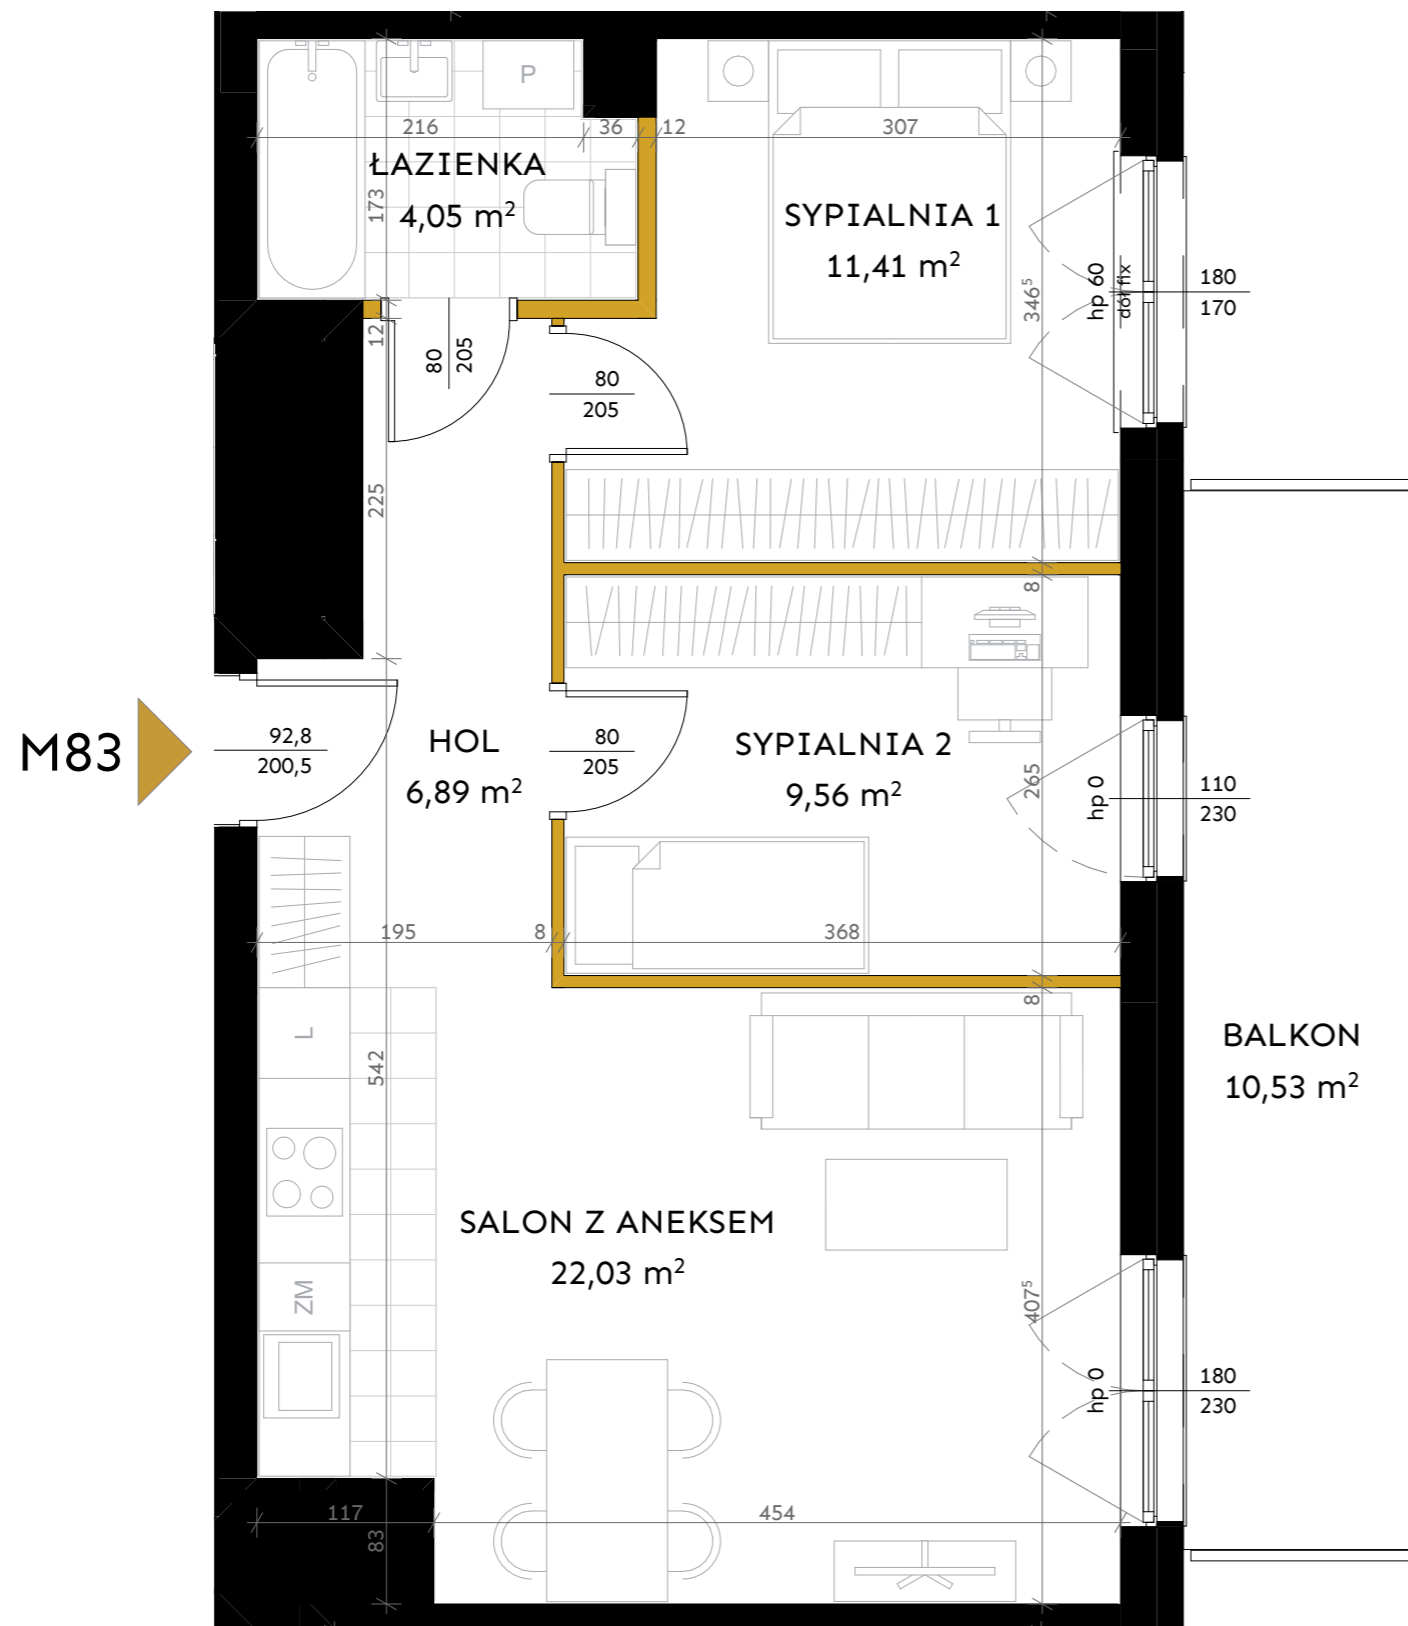 P
216
36
12
307
ŁAZIENKA
4,05 m²
173
SYPIALNIA 1
11,41 m²
346⁵
hp 60
dół fix
180
170
12
80
205
80
205
225
8
M83
92,8
200,5
HOL
6,89 m²
80
205
SYPIALNIA 2
9,56 m²
265
hp 0
110
230
195
8
368
8
L
542
BALKON
10,53 m²
SALON Z ANEKSEM
22,03 m²
ZM
407⁵
hp 0
180
230
117
454
83